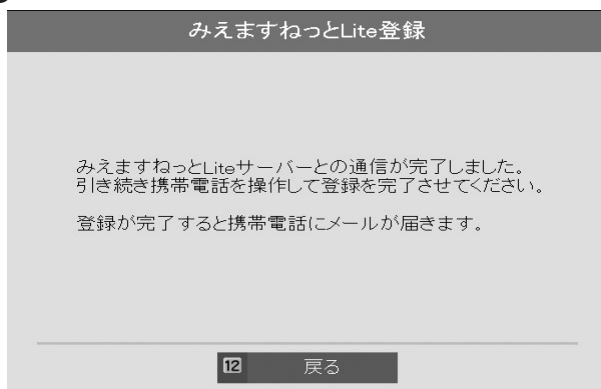 みえますねっとLite登録
みえますねっとLiteサーバーとの通信が完了しました。
引き続き携帯電話を操作して登録を完了させてください。
登録が完了すると携帯電話にメールが届きます。
12 戻る